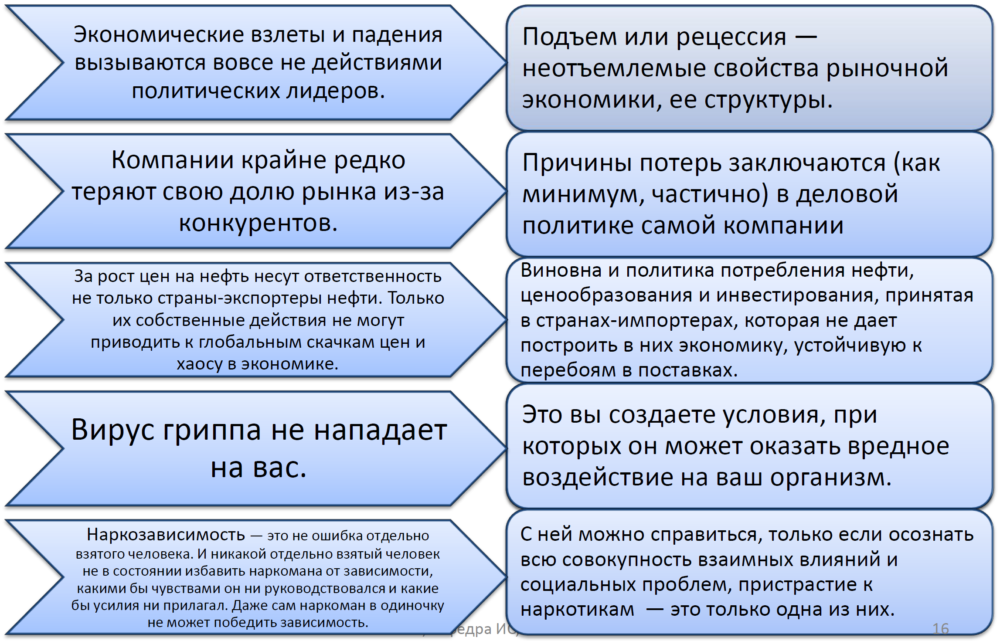 Экономические взлеты и падения
вызываются вовсе не действиями
политических лидеров.
Подъем или рецессия —
неотъемлемые свойства рыночной
экономики, ее структуры.
Компании крайне редко
теряют свою долю рынка из-за
конкурентов.
Причины потерь заключаются (как
минимум, частично) в деловой
политике самой компании
За рост цен на нефть несут ответственность
не только страны-экспортеры нефти. Только
их собственные действия не могут
приводить к глобальным скачкам цен и
хаосу в экономике.
Виновна и политика потребления нефти,
ценообразования и инвестирования, принятая
в странах-импортерах, которая не дает
построить в них экономику, устойчивую к
перебоям в поставках.
Вирус гриппа не нападает
на вас.
Это вы создаете условия, при
которых он может оказать вредное
воздействие на ваш организм.
Наркозависимость — это не ошибка отдельно
взятого человека. И никакой отдельно взятый человек
не в состоянии избавить наркомана от зависимости,
какими бы чувствами он ни руководствовался и какие
бы усилия ни прилагал. Даже сам наркоман в одиночку
не может победить зависимость.
С ней можно справиться, только если осознать
всю совокупность взаимных влияний и
социальных проблем, пристрастие к
наркотикам — это только одна из них.
ИС,
16